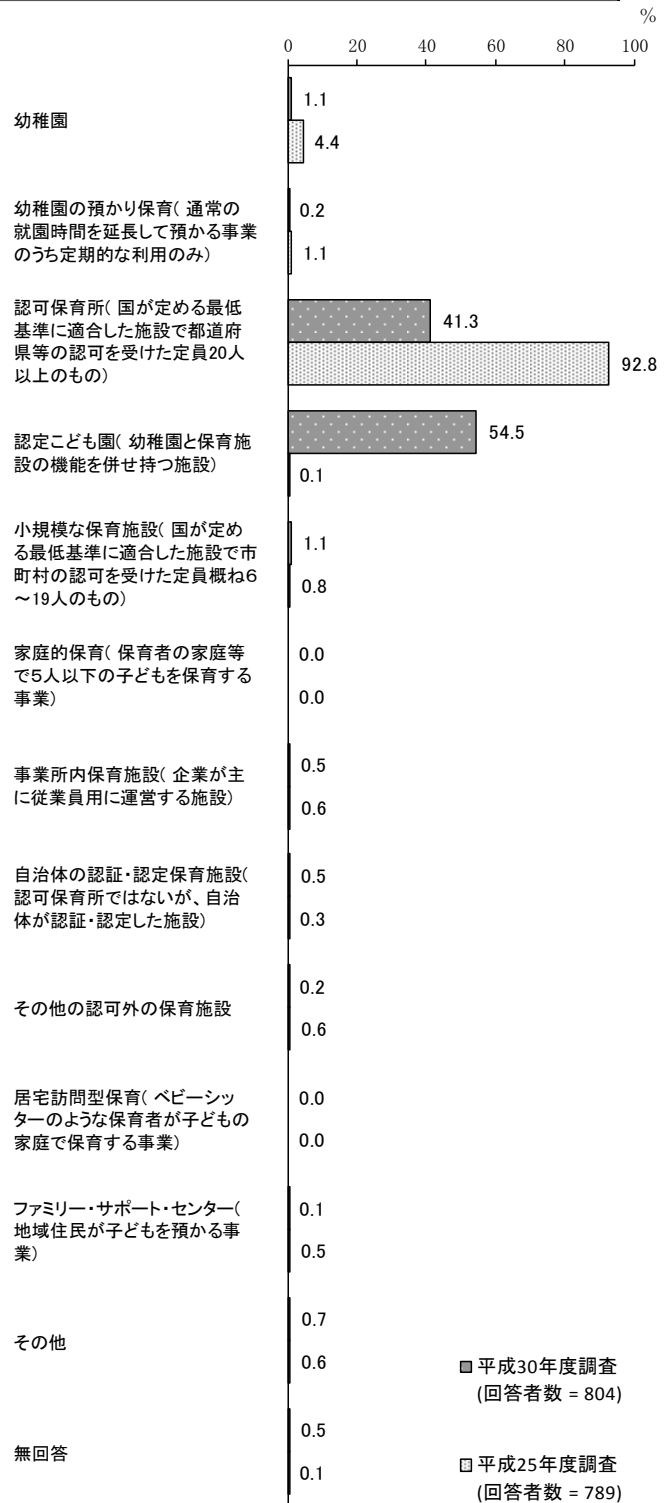 %
0 20 40 60 80 100
幼稚園
1.1
4.4
幼稚園の預かり保育( 通常の
就園時間を延長して預かる事業
のうち定期的な利用のみ)
0.2
1.1
認可保育所( 国が定める最低
基準に適合した施設で都道府
県等の認可を受けた定員20人
以上のもの)
41.3
92.8
認定こども園( 幼稚園と保育施
設の機能を併せ持つ施設)
54.5
0.1
小規模な保育施設( 国が定め
る最低基準に適合した施設で市
町村の認可を受けた定員概ね6
~19人のもの)
1.1
0.8
家庭的保育( 保育者の家庭等
で5人以下の子どもを保育する
事業)
0.0
0.0
事業所内保育施設( 企業が主
に従業員用に運営する施設)
0.5
0.6
自治体の認証・認定保育施設(
認可保育所ではないが、自治
体が認証・認定した施設)
0.5
0.3
その他の認可外の保育施設
0.2
0.6
居宅訪問型保育( ベビーシッ
ターのような保育者が子どもの
家庭で保育する事業)
0.0
0.0
ファミリー・サポート・センター(
地域住民が子どもを預かる事
業)
0.1
0.5
その他
0.7
0.6
無回答
0.5
0.1
平成30年度調査
(回答者数 = 804)
平成25年度調査
(回答者数 = 789)